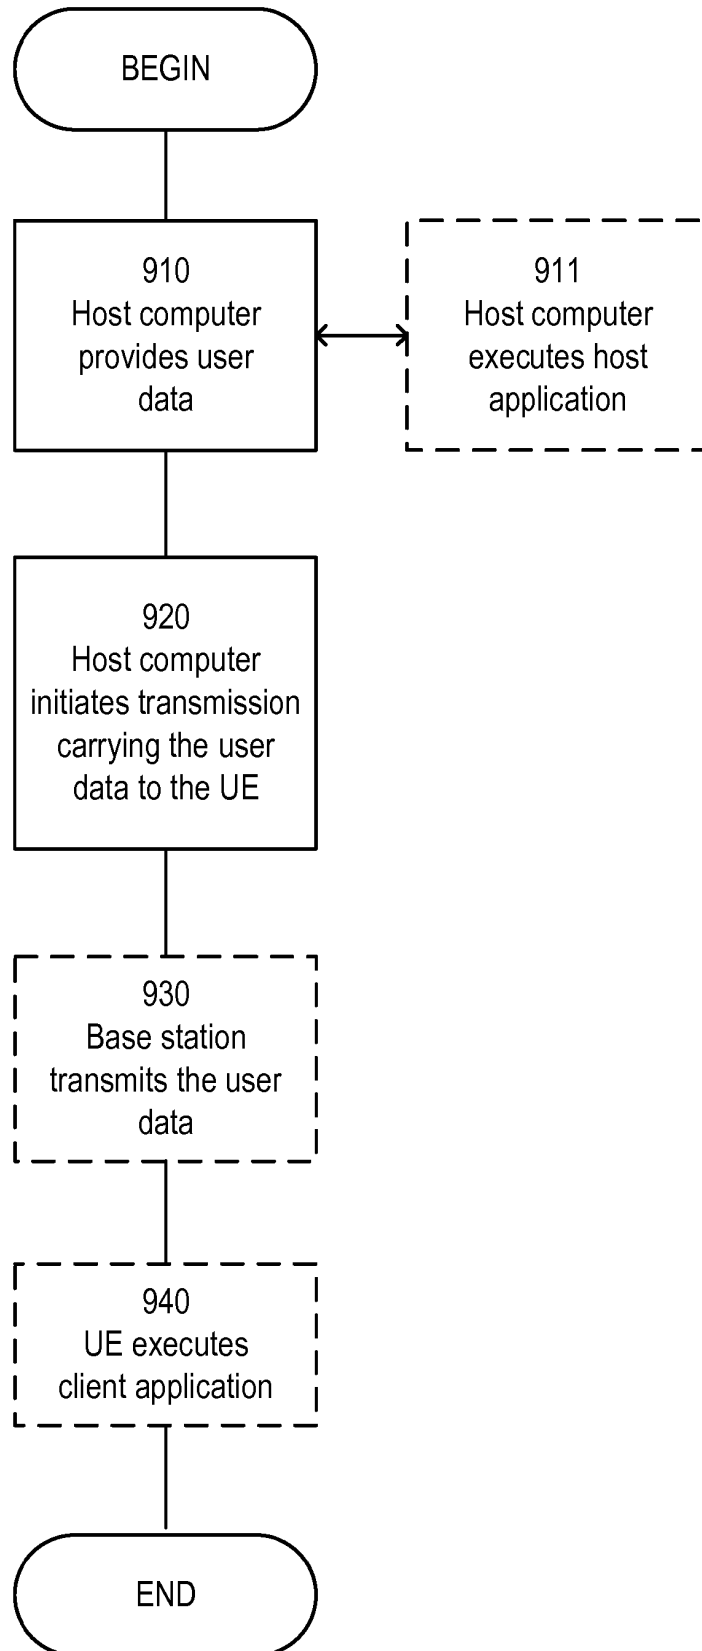 BEGIN
910
Host computer
provides user
data
911
Host computer
executes host
application
920
Host computer
initiates transmission
carrying the user
data to the UE
930
Base station
transmits the user
data
940
UE executes
client application
END